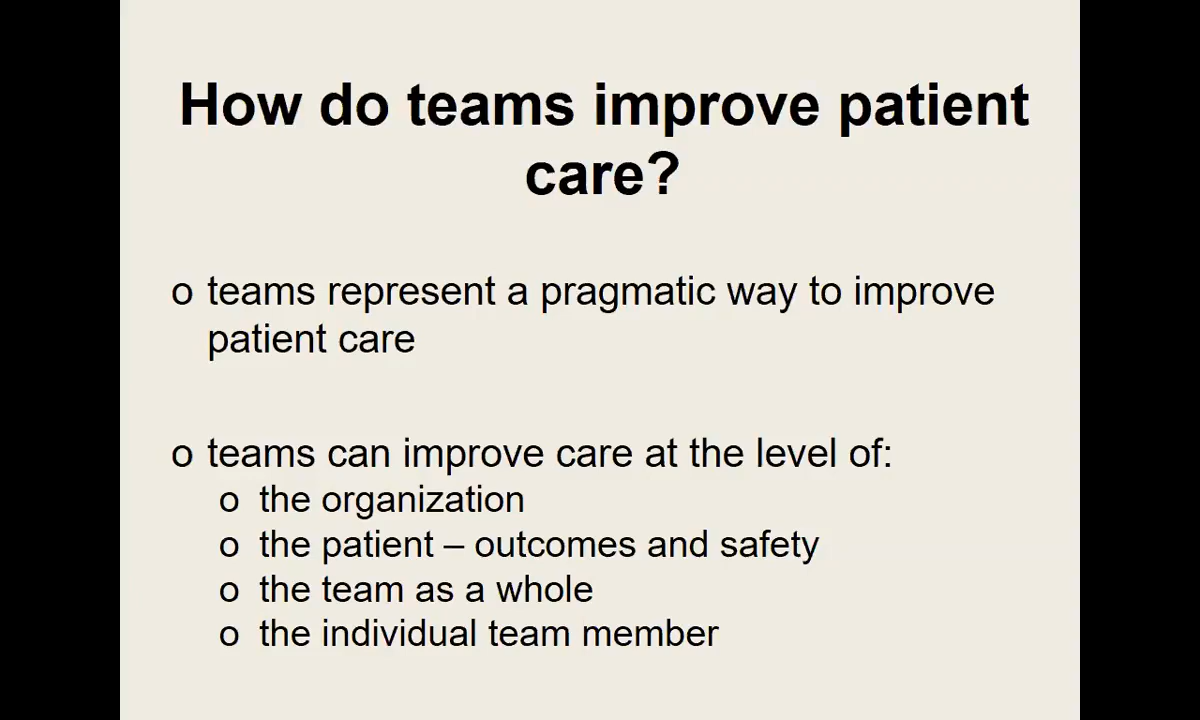 How do teams improve patient
care?
o teams represent a pragmatic way to improve
patient care
o teams can improve care at the level of:
o the organization
o the patient – outcomes and safety
o the team as a whole
o the individual team member